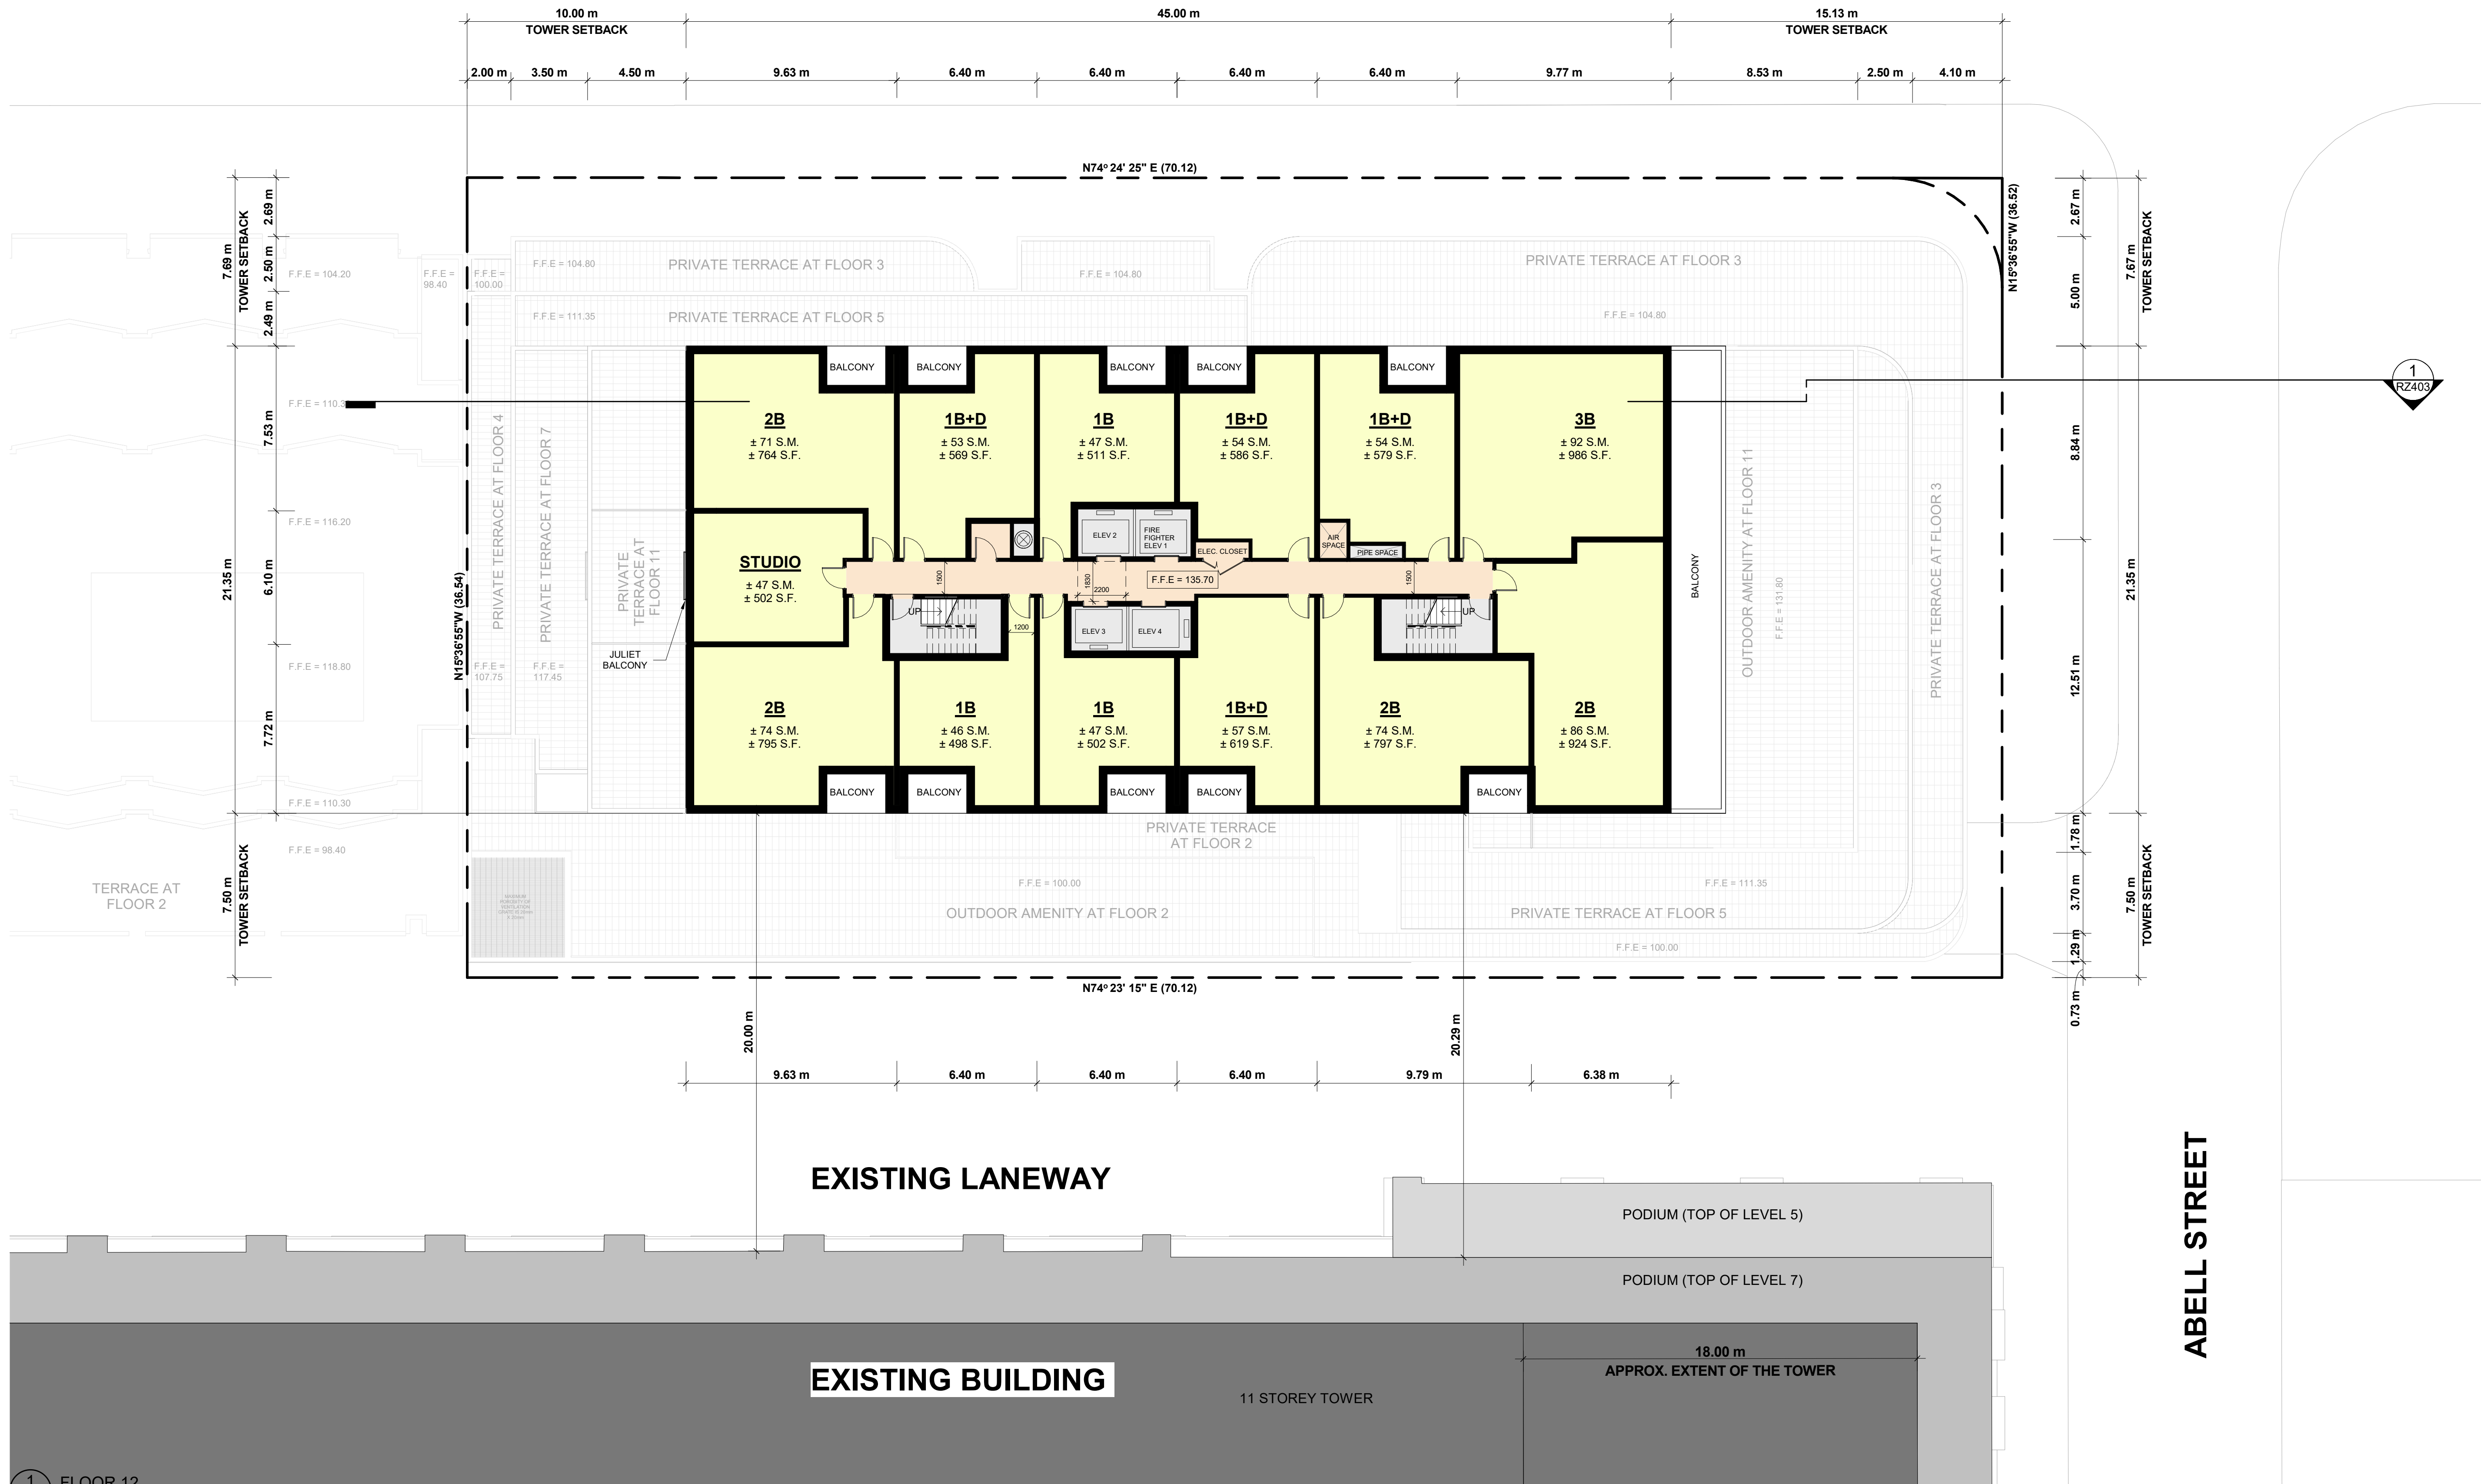 10.00 m
TOWER SETBACK
45.00 m
15.13 m
TOWER SETBACK
2.00 m
3.50 m
4.50 m
9.63 m
6.40 m
6.40 m
6.40 m
6.40 m
9.77 m
8.53 m
2.50 m
4.10 m
N74º 24' 25" E (70.12)
N15º36'55"W (36.52)
7.69 m
TOWER SETBACK
2.69 m
2.50 m
2.49 m
2.67 m
5.00 m
7.67 m
TOWER SETBACK
F.F.E = 104.20
F.F.E =
98.40
F.F.E =
100.00
F.F.E = 104.80
PRIVATE TERRACE AT FLOOR 3
F.F.E = 104.80
PRIVATE TERRACE AT FLOOR 3
F.F.E = 111.35
PRIVATE TERRACE AT FLOOR 5
F.F.E = 104.80
BALCONY
BALCONY
BALCONY
BALCONY
BALCONY
1
RZ403
F.F.E = 110.3
2B
± 71 S.M.
± 764 S.F.
1B+D
± 53 S.M.
± 569 S.F.
1B
± 47 S.M.
± 511 S.F.
1B+D
± 54 S.M.
± 586 S.F.
1B+D
± 54 S.M.
± 579 S.F.
3B
± 92 S.M.
± 986 S.F.
21.35 m
7.53 m
6.10 m
7.72 m
8.84 m
12.51 m
21.35 m
F.F.E = 116.20
F.F.E = 118.80
F.F.E = 110.30
N15º36'55"W (36.54)
PRIVATE TERRACE AT FLOOR 4
PRIVATE TERRACE AT FLOOR 7
PRIVATE
TERRACE AT
FLOOR 11
F.F.E =
107.75
F.F.E =
117.45
JULIET
BALCONY
STUDIO
± 47 S.M.
± 502 S.F.
ELEV 2
FIRE
FIGHTER
ELEV 1
ELEC. CLOSET
AIR
SPACE
PIPE SPACE
1500
1830
2200
F.F.E = 135.70
1500
UP
1200
ELEV 3
ELEV 4
UP
BALCONY
OUTDOOR AMENITY AT FLOOR 11
F.F.E = 131.80
PRIVATE TERRACE AT FLOOR 3
2B
± 74 S.M.
± 795 S.F.
1B
± 46 S.M.
± 498 S.F.
1B
± 47 S.M.
± 502 S.F.
1B+D
± 57 S.M.
± 619 S.F.
2B
± 74 S.M.
± 797 S.F.
2B
± 86 S.M.
± 924 S.F.
BALCONY
BALCONY
BALCONY
BALCONY
BALCONY
7.50 m
TOWER SETBACK
F.F.E = 98.40
TERRACE AT
FLOOR 2
PRIVATE TERRACE
AT FLOOR 2
F.F.E = 100.00
OUTDOOR AMENITY AT FLOOR 2
F.F.E = 111.35
PRIVATE TERRACE AT FLOOR 5
F.F.E = 100.00
1.78 m
3.70 m
1.29 m
0.73 m
7.50 m
TOWER SETBACK
N74º 23' 15" E (70.12)
20.00 m
20.29 m
9.63 m
6.40 m
6.40 m
6.40 m
9.79 m
6.38 m
EXISTING LANEWAY
ABELL STREET
PODIUM (TOP OF LEVEL 5)
PODIUM (TOP OF LEVEL 7)
18.00 m
APPROX. EXTENT OF THE TOWER
EXISTING BUILDING
11 STOREY TOWER
1
FLOOR 12